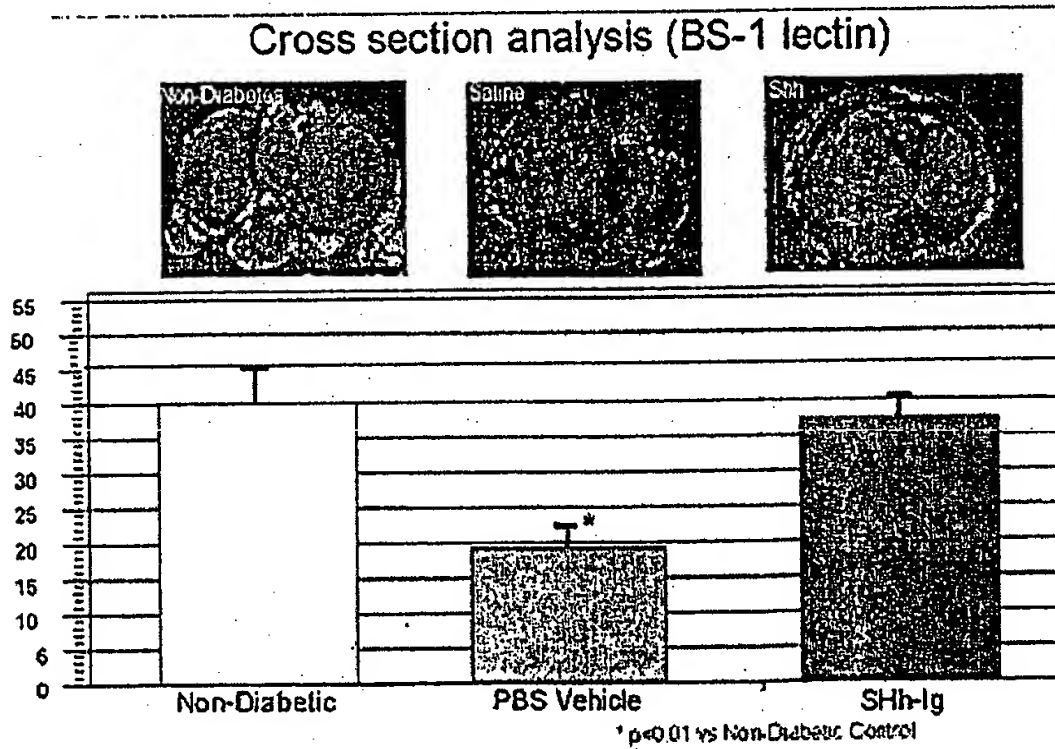 Cross section analysis (BS-1 lectin)
Non-Diabetes
Saline
Shh
55
50
45
40
35
30
25
20
15
10
6
0
*
Non-Diabetic
PBS Vehicle
SHh-Ig
* p<0.01 vs Non-Diabetic Control